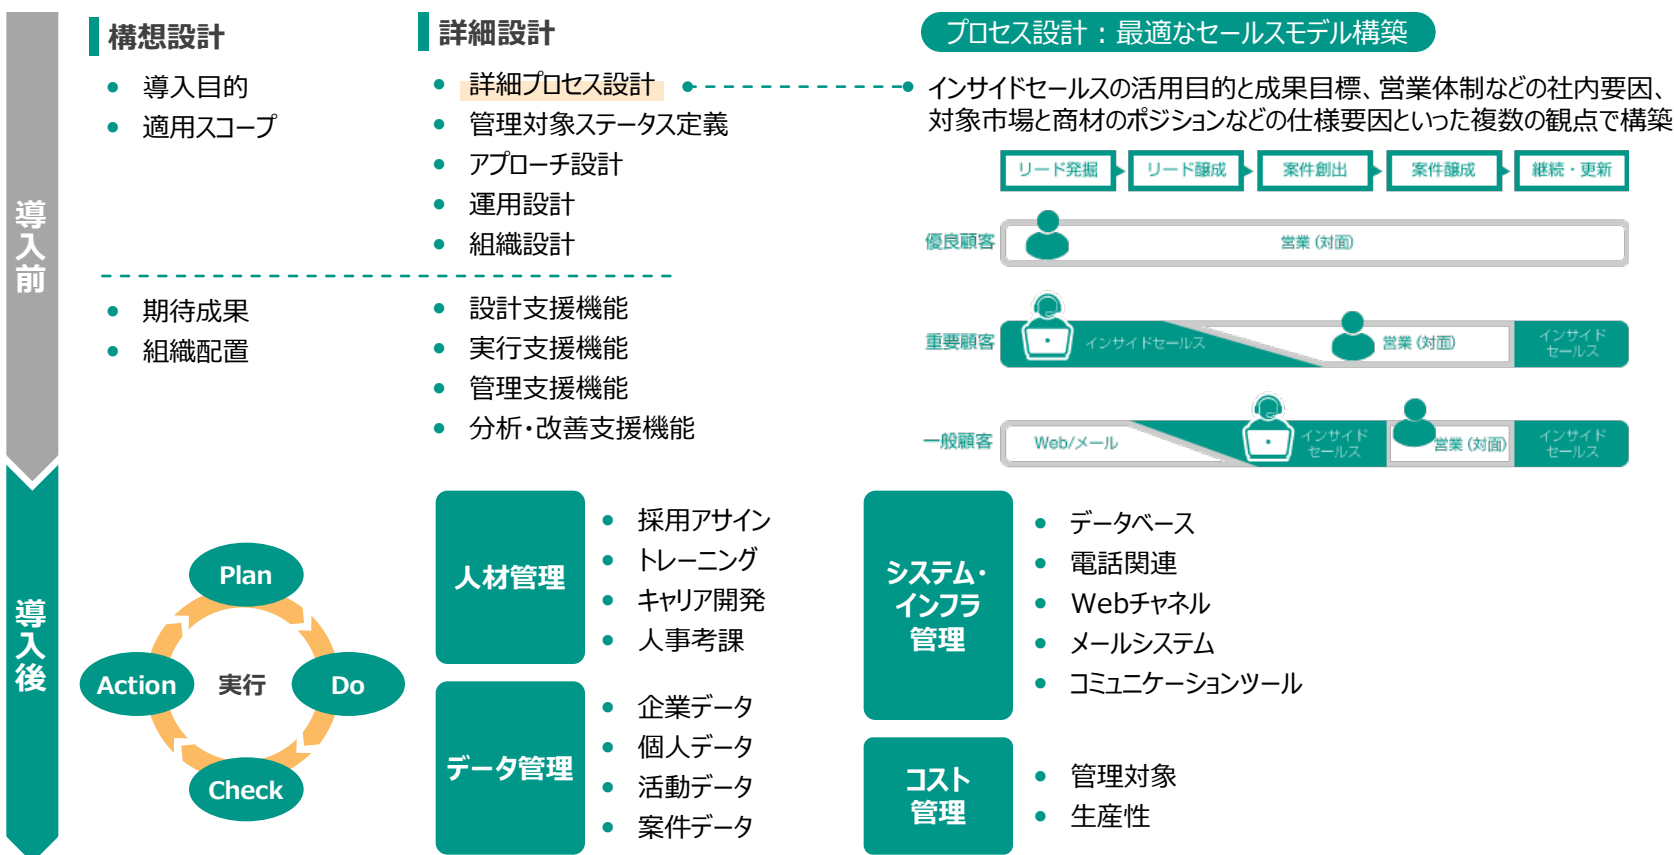 導入前
構想設計
導入目的
適用スコープ
期待成果
組織配置
詳細設計
詳細プロセス設計
管理対象ステータス定義
アプローチ設計
運用設計
組織設計
設計支援機能
実行支援機能
管理支援機能
分析・改善支援機能
プロセス設計：最適なセールスモデル構築
インサイドセールスの活用目的と成果目標、営業体制などの社内要因、
対象市場と商材のポジションなどの仕様要因といった複数の観点で構築
リード発掘
リード醸成
案件創出
案件醸成
継続・更新
優良顧客
営業（対面）
重要顧客
インサイドセールス
営業（対面）
インサイド
セールス
一般顧客
Web/メール
インサイド
セールス
営業（対面）
インサイド
セールス
導入後
Plan
Do
Check
Action
実行
人材管理
採用アサイン
トレーニング
キャリア開発
人事考課
データ管理
企業データ
個人データ
活動データ
案件データ
システム・
インフラ
管理
データベース
電話関連
Webチャネル
メールシステム
コミュニケーションツール
コスト
管理
管理対象
生産性